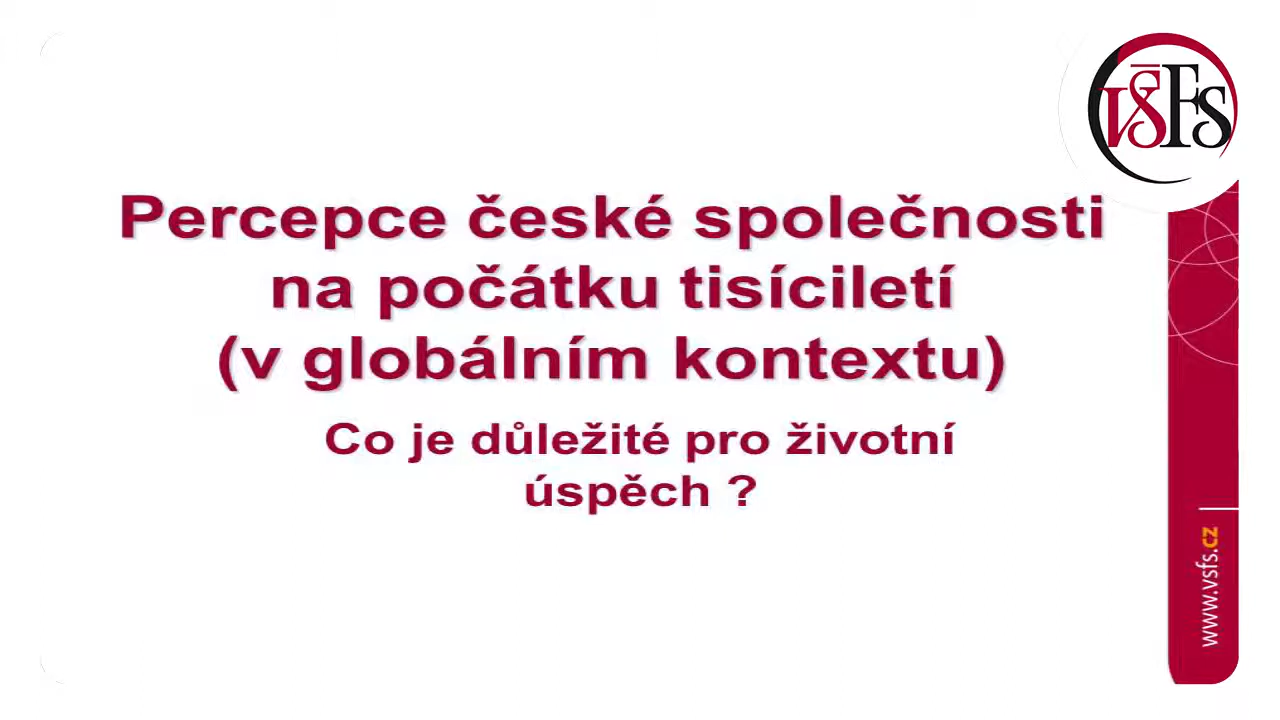 VŠFS
Percepce české společnosti
na počátku tisíciletí
(v globálním kontextu)
Co je důležité pro životní
úspěch ?
www.vsfs.cz